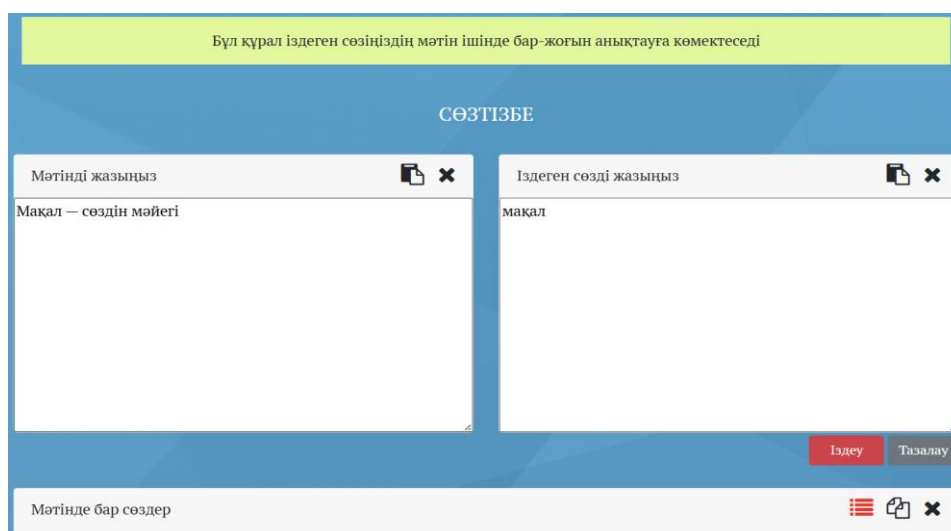 Бұл құрал іздеген сөзіңіздің мәтін ішінде бар-жоғын анықтауға көмектеседі
СӨЗТІЗБЕ
Мәтінді жазыңыз
Іздеген сөзді жазыңыз
Мақал — сөздін мәйегі
мақал
Іздеу
Тазалау
Мәтінде бар сөздер